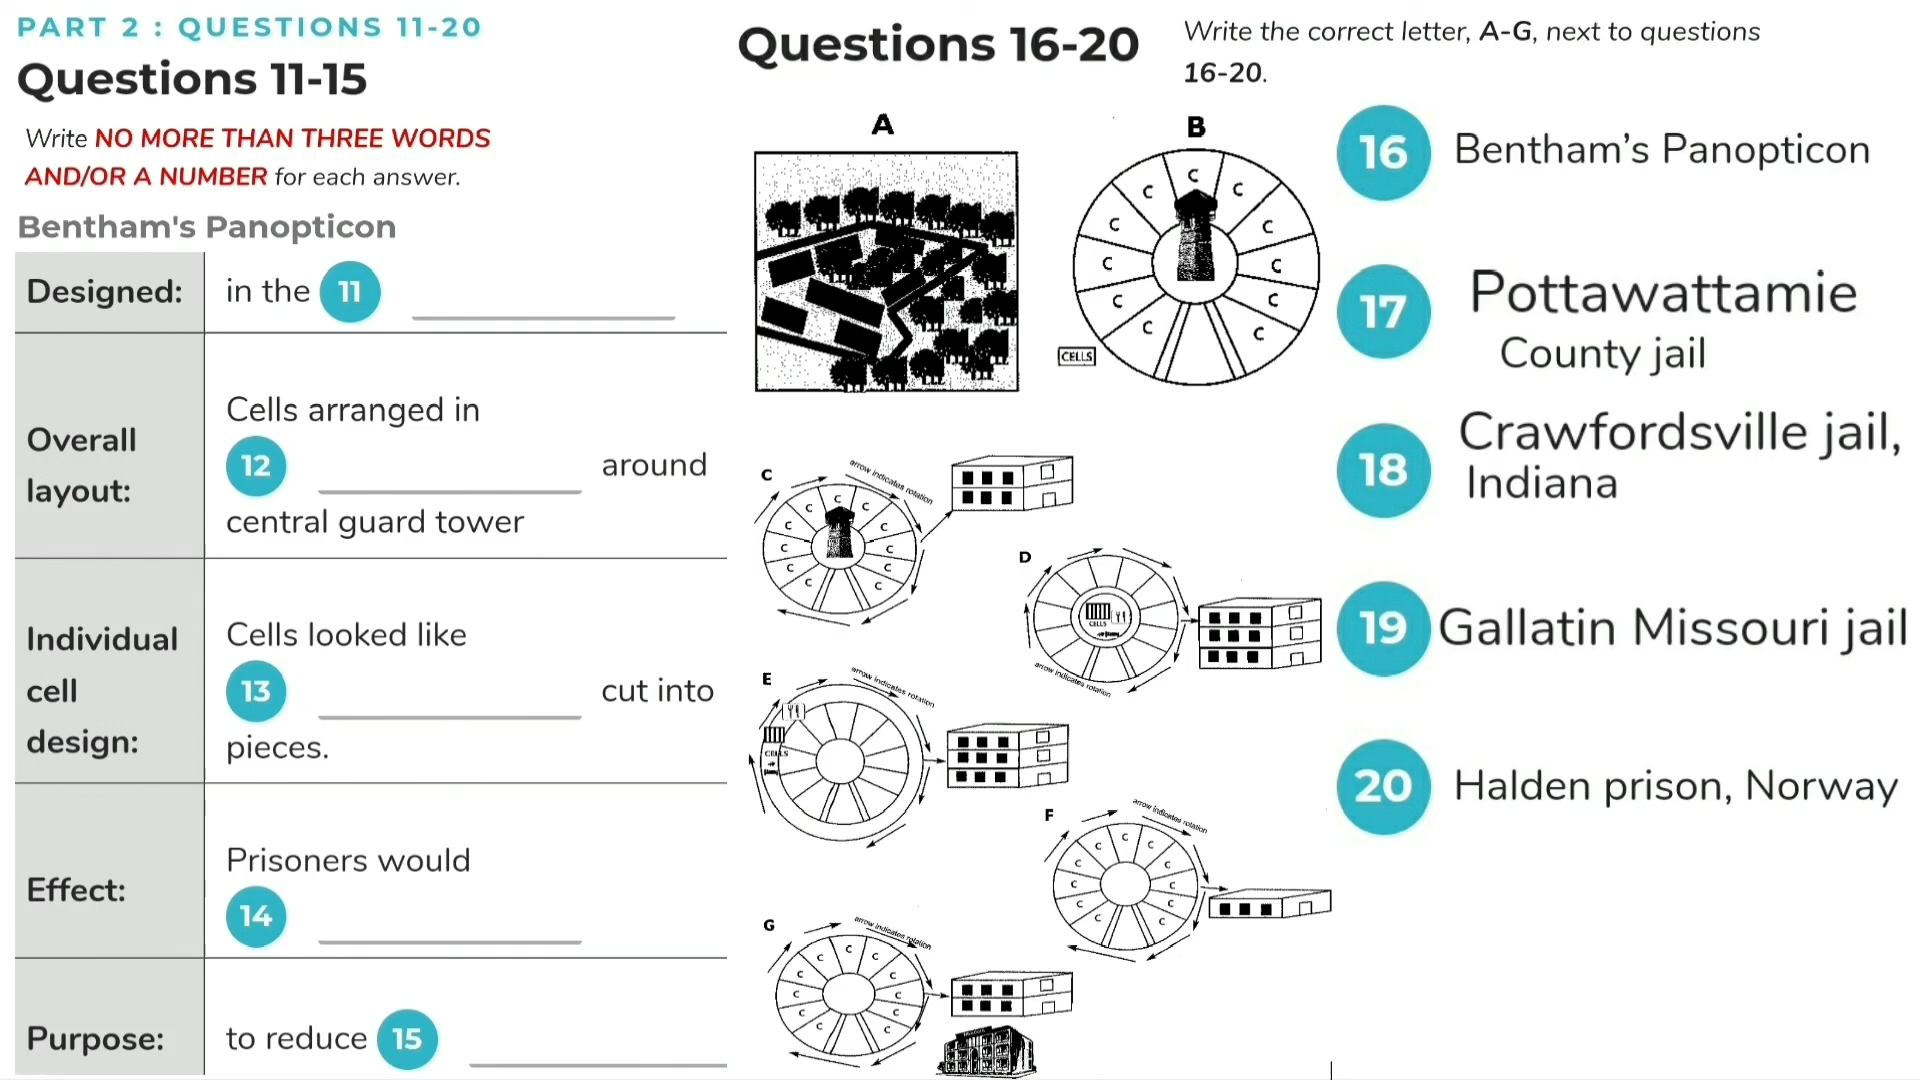 PART 2 : QUESTIONS 11-20
Questions 11-15
Write NO MORE THAN THREE WORDS
AND/OR A NUMBER for each answer.
Bentham's Panopticon
Designed:
in the 11
Overall
layout:
Cells arranged in
12 around
central guard tower
Individual
cell
design:
Cells looked like
13 cut into
pieces.
Effect:
Prisoners would
14
Purpose:
to reduce 15
Questions 16-20
Write the correct letter, A-G, next to questions
16-20.
A
B
C
C
C
C
C
C
C
C
C
C
C
CELLS
C
arrow indicates rotation
C
C
C
C
C
C
C
C
C
C
C
D
CELLS
arrow indicates rotation
E
arrow indicates rotation
CELLS
F
arrow indicates rotation
C
C
C
C
C
C
C
C
C
C
C
G
arrow indicates rotation
C
C
C
C
C
C
C
C
C
C
C
16 Bentham’s Panopticon
17 Pottawattamie
County jail
18 Crawfordsville jail,
Indiana
19 Gallatin Missouri jail
20 Halden prison, Norway